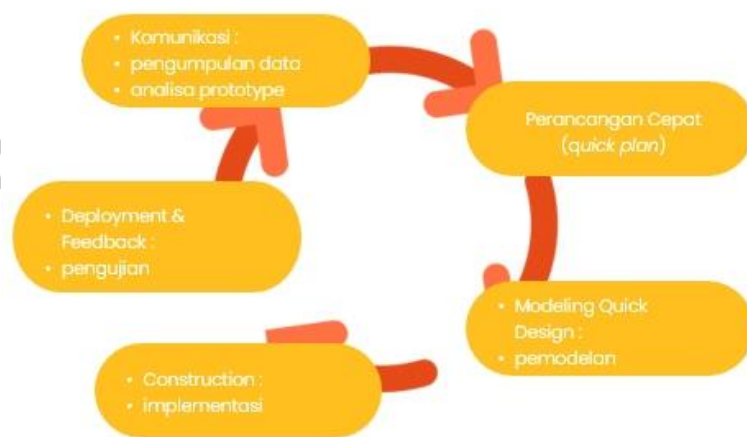 • Komunikasi :
• pengumpulan data
• analisa prototype
Perancangan Cepat
(quick plan)
• Modeling Quick
Design :
• pemodelan
• Construction :
• implementasi
• Deployment &
Feedback :
• pengujian